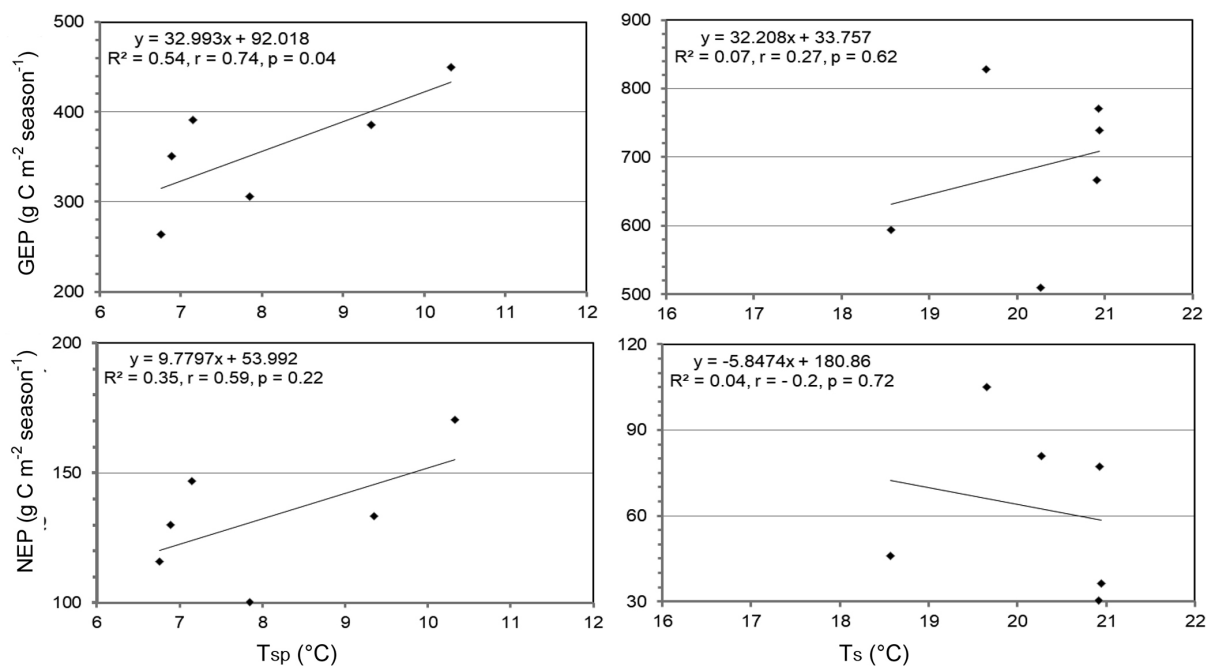 500
400
300
200
6 7 8 9 10 11 12
y = 32.993x + 92.018
R² = 0.54, r = 0.74, p = 0.04
GEP (g C m⁻² season⁻¹)
900
800
700
600
500
16 17 18 19 20 21 22
y = 32.208x + 33.757
R² = 0.07, r = 0.27, p = 0.62
200
150
100
6 7 8 9 10 11 12
y = 9.7797x + 53.992
R² = 0.35, r = 0.59, p = 0.22
NEP (g C m⁻² season⁻¹)
Tsp (°C)
120
90
60
30
16 17 18 19 20 21 22
y = -5.8474x + 180.86
R² = 0.04, r = - 0.2, p = 0.72
Ts (°C)